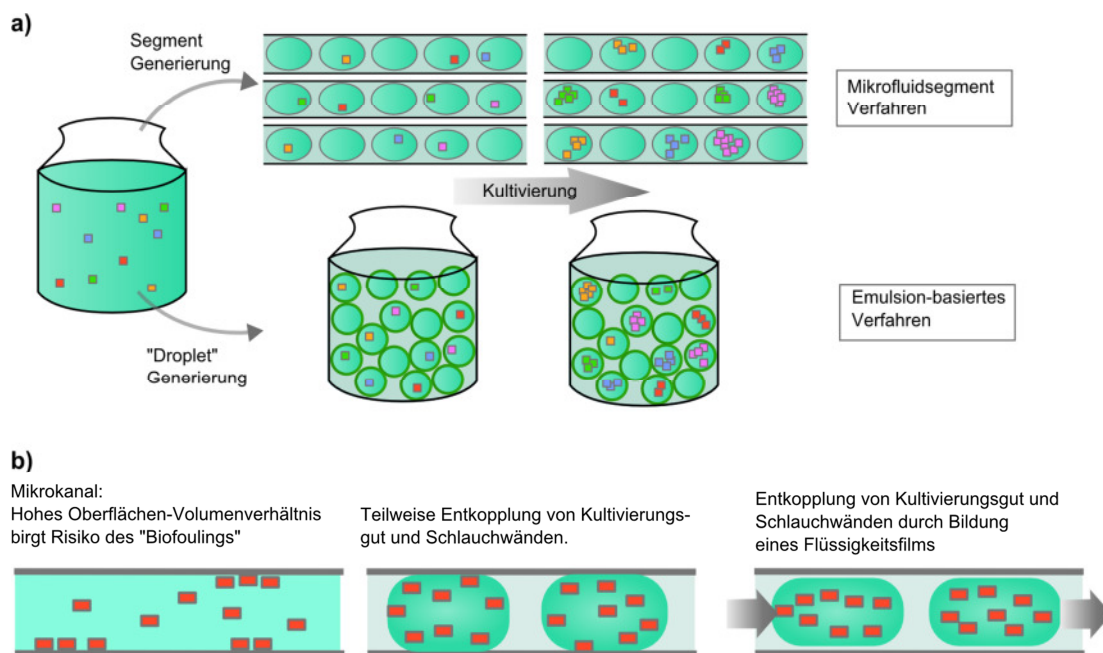 a)
Segment
Generierung
Mikrofluidsegment
Verfahren
Kultivierung
Emulsion-basiertes
Verfahren
"Droplet"
Generierung
b)
Mikrokanal:
Hohes Oberflächen-Volumenverhältnis
birgt Risiko des "Biofoulings"
Teilweise Entkopplung von Kultivierungs-
gut und Schlauchwänden.
Entkopplung von Kultivierungsgut und
Schlauchwänden durch Bildung
eines Flüssigkeitsfilms